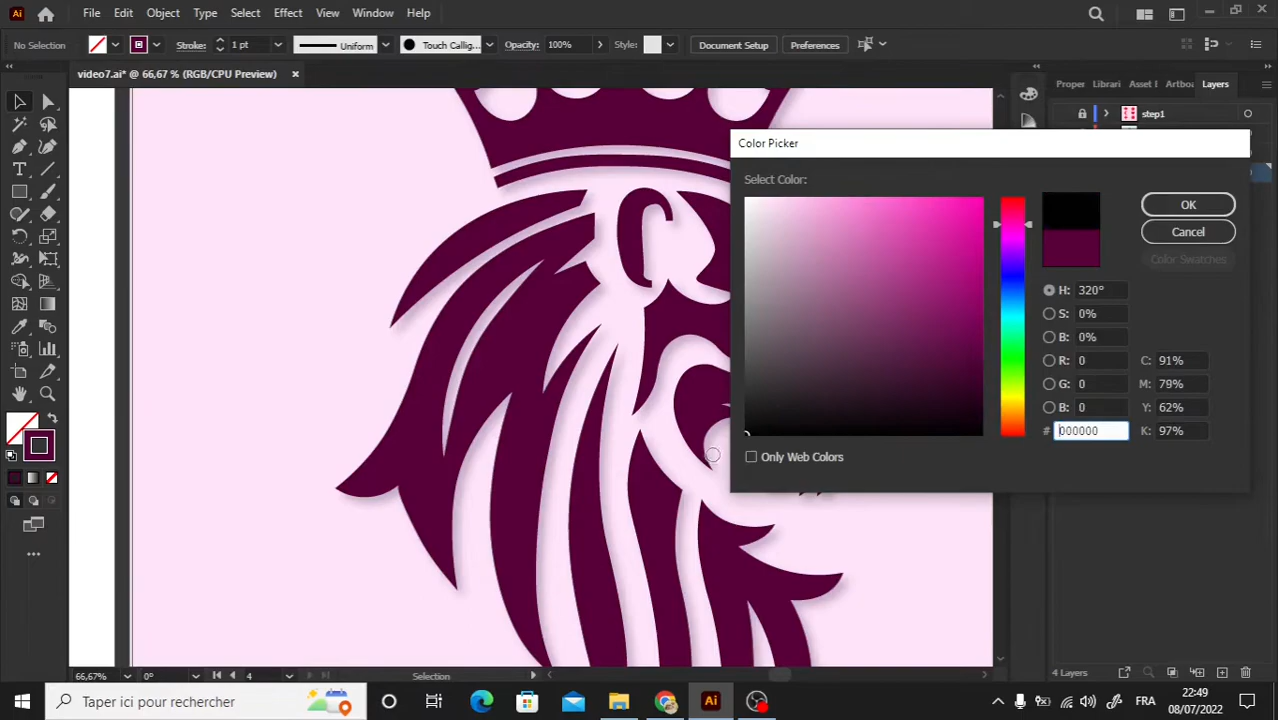 Ai File Edit Object Type Select Effect View Window Help
No Selection Stroke: 1 pt Uniform Touch Callig... Opacity: 100% Style: Document Setup Preferences
video7.ai* @ 66,67 % (RGB/CPU Preview)
Proper Librari Asset I Artboa Layers
step1
Color Picker
Select Color:
OK
Cancel
Color Swatches
H: 320°
S: 0%
B: 0%
R: 0 C: 91%
G: 0 M: 79%
B: 0 Y: 62%
# 000000 K: 97%
Only Web Colors
66,67% 0° 4 Selection 4 Layers
Taper ici pour rechercher Ai FRA 22:49
08/07/2022